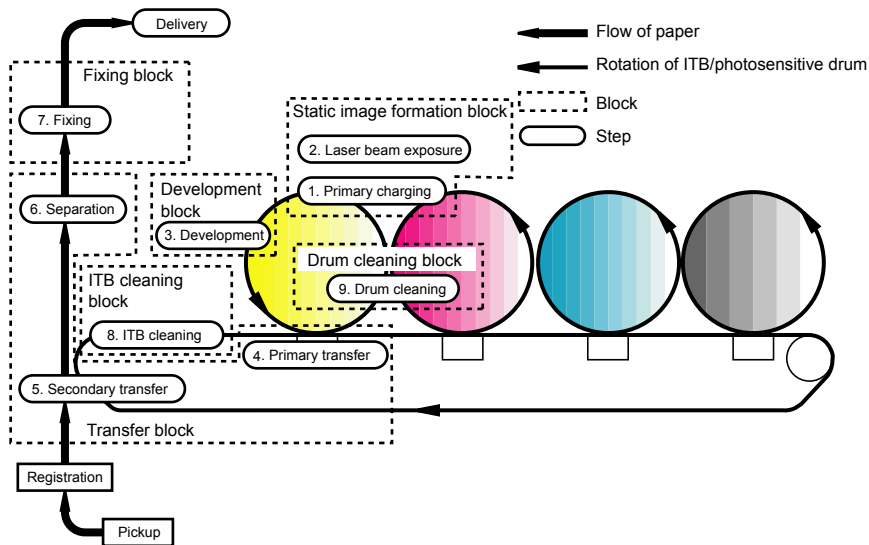 Delivery
Flow of paper
Rotation of ITB/photosensitive drum
Block
Step
Fixing block
7. Fixing
Static image formation block
2. Laser beam exposure
1. Primary charging
Development
block
3. Development
6. Separation
Drum cleaning block
9. Drum cleaning
ITB cleaning
block
8. ITB cleaning
4. Primary transfer
5. Secondary transfer
Transfer block
Registration
Pickup